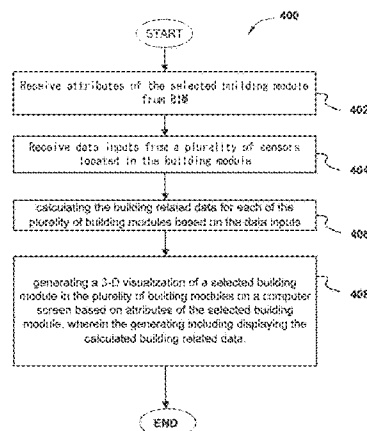 400
START
Receive attributes of the selected building module
from BIM
402
Receive data inputs from a plurality of sensors
located in the building module
404
calculating the building related data for each of the
plurality of building modules based on the data inputs
406
generating a 3-D visualization of a selected building
module in the plurality of building modules on a computer
screen based on attributes of the selected building
module, wherein the generating including displaying the
calculated building related data.
408
END